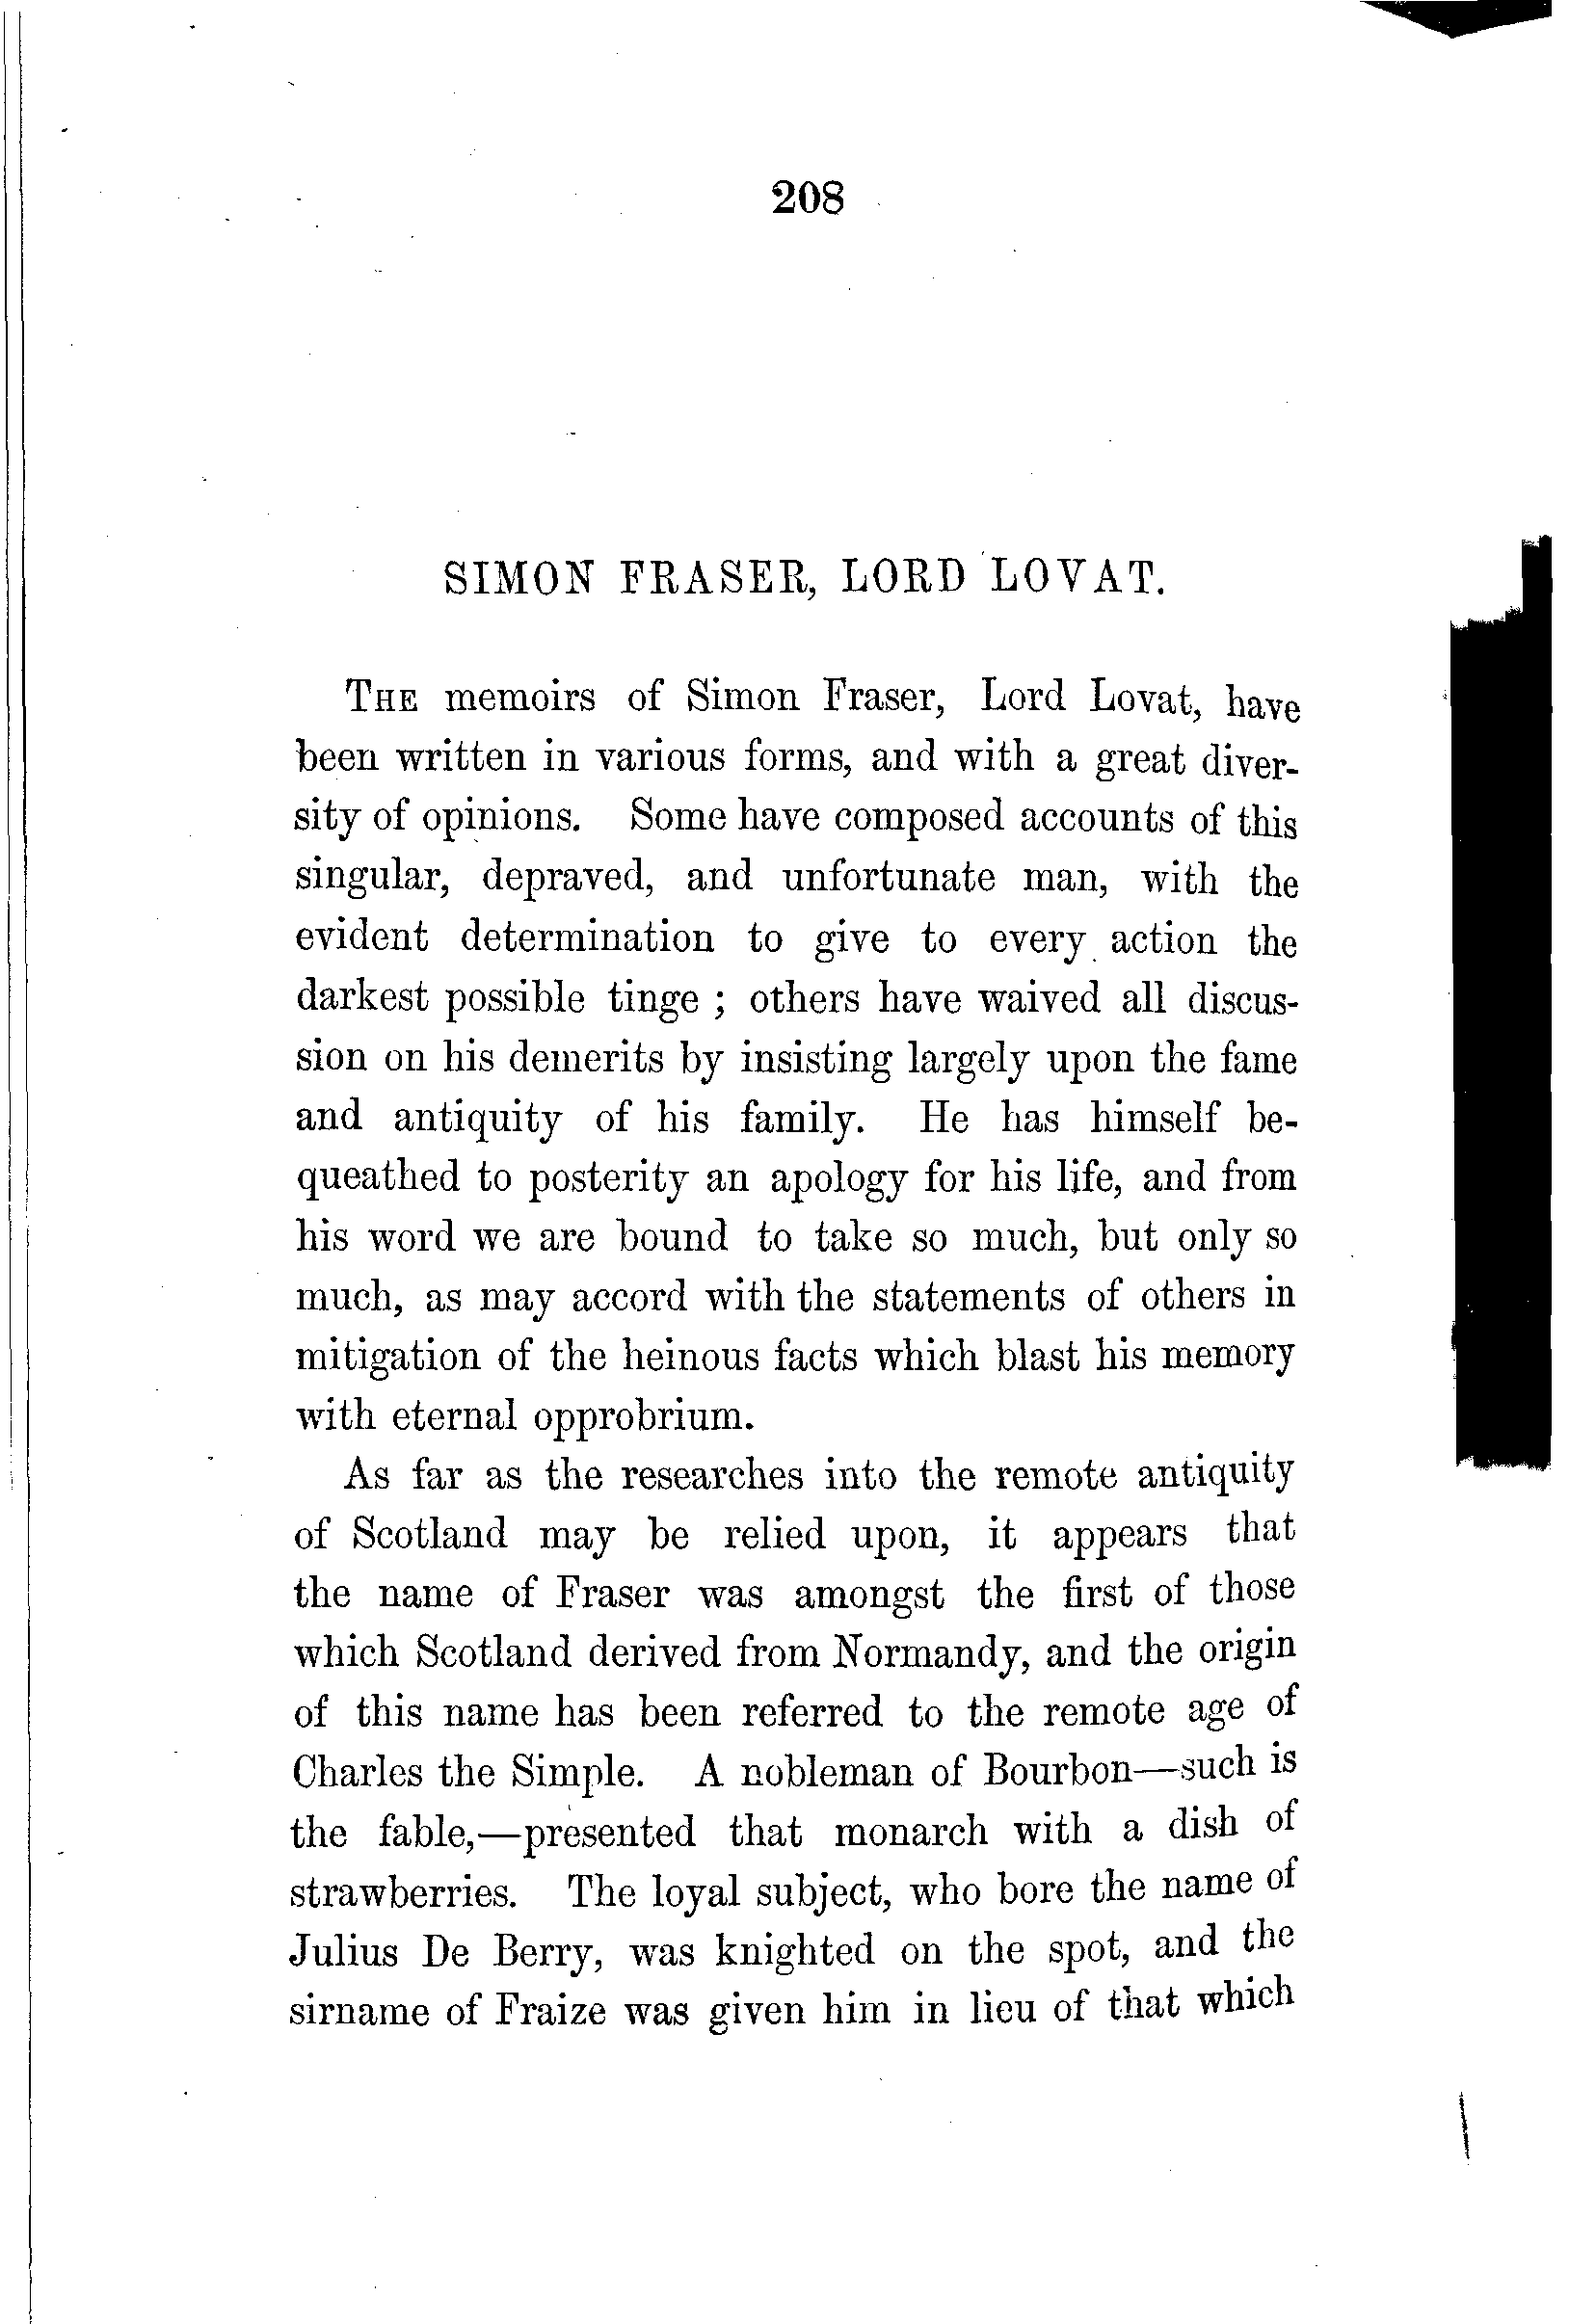 208
SIMON FRASER, LORD LOVAT.
THE memoirs of Simon Fraser, Lord Lovat, have
been written in various forms, and with a great diver-
sity of opinions. Some have composed accounts of this
singular, depraved, and unfortunate man, with the
evident determination to give to every action the
darkest possible tinge ; others have waived all discus-
sion on his demerits by insisting largely upon the fame
and antiquity of his family. He has himself be-
queathed to posterity an apology for his life, and from
his word we are bound to take so much, but only so
much, as may accord with the statements of others in
mitigation of the heinous facts which blast his memory
with eternal opprobrium.
As far as the researches into the remote antiquity
of Scotland may be relied upon, it appears that
the name of Fraser was amongst the first of those
which Scotland derived from Normandy, and the origin
of this name has been referred to the remote age of
Charles the Simple. A nobleman of Bourbon—such is
the fable,—presented that monarch with a dish of
strawberries. The loyal subject, who bore the name of
Julius De Berry, was knighted on the spot, and the
sirname of Fraize was given him in lieu of that which